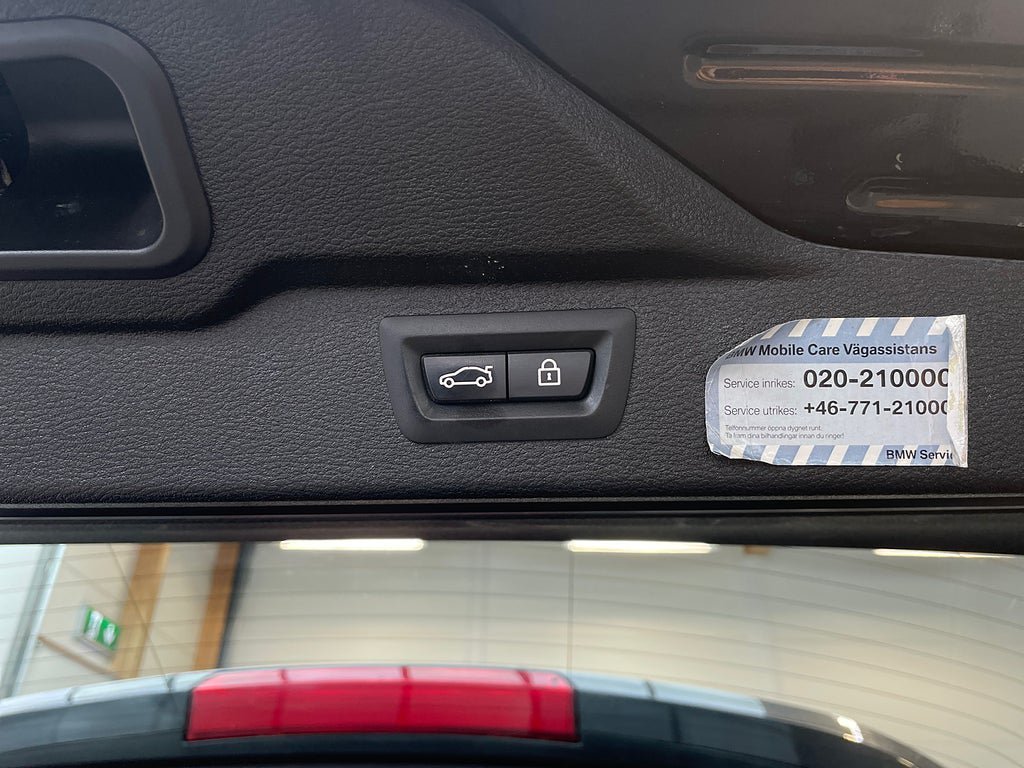 BMW Mobile Care Vägassistans
Service inrikes: 020-210000
Service utrikes: +46-771-21000
Telfonnummer öppna dygnet runt.
Ta fram dina bilhandlingar innan du ringer!
BMW Servi